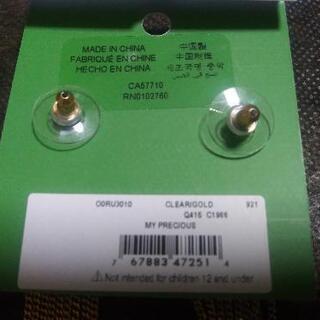 MADE IN CHINA
FABRIQUÉ EN CHINE
HECHO EN CHINA
中国製
中国制造
CA57710
RN0102760
O0RU3010 CLEAR/GOLD 921
Q415 C1966
MY PRECIOUS
7 67883 47251 4
⚠ Not intended for children 12 and under